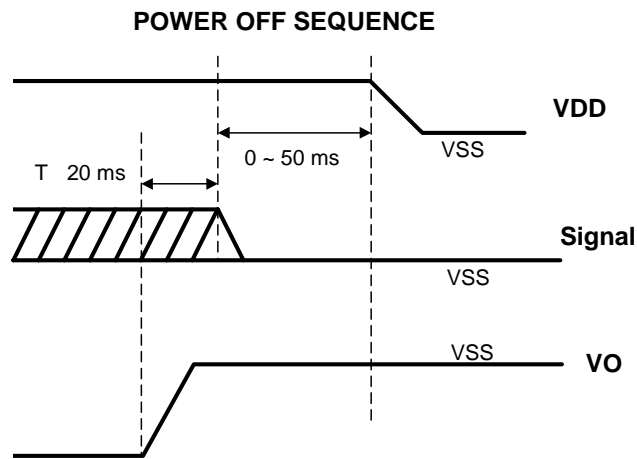 POWER OFF SEQUENCE
VDD
VSS
0 ~ 50 ms
T 20 ms
Signal
VSS
VSS
VO